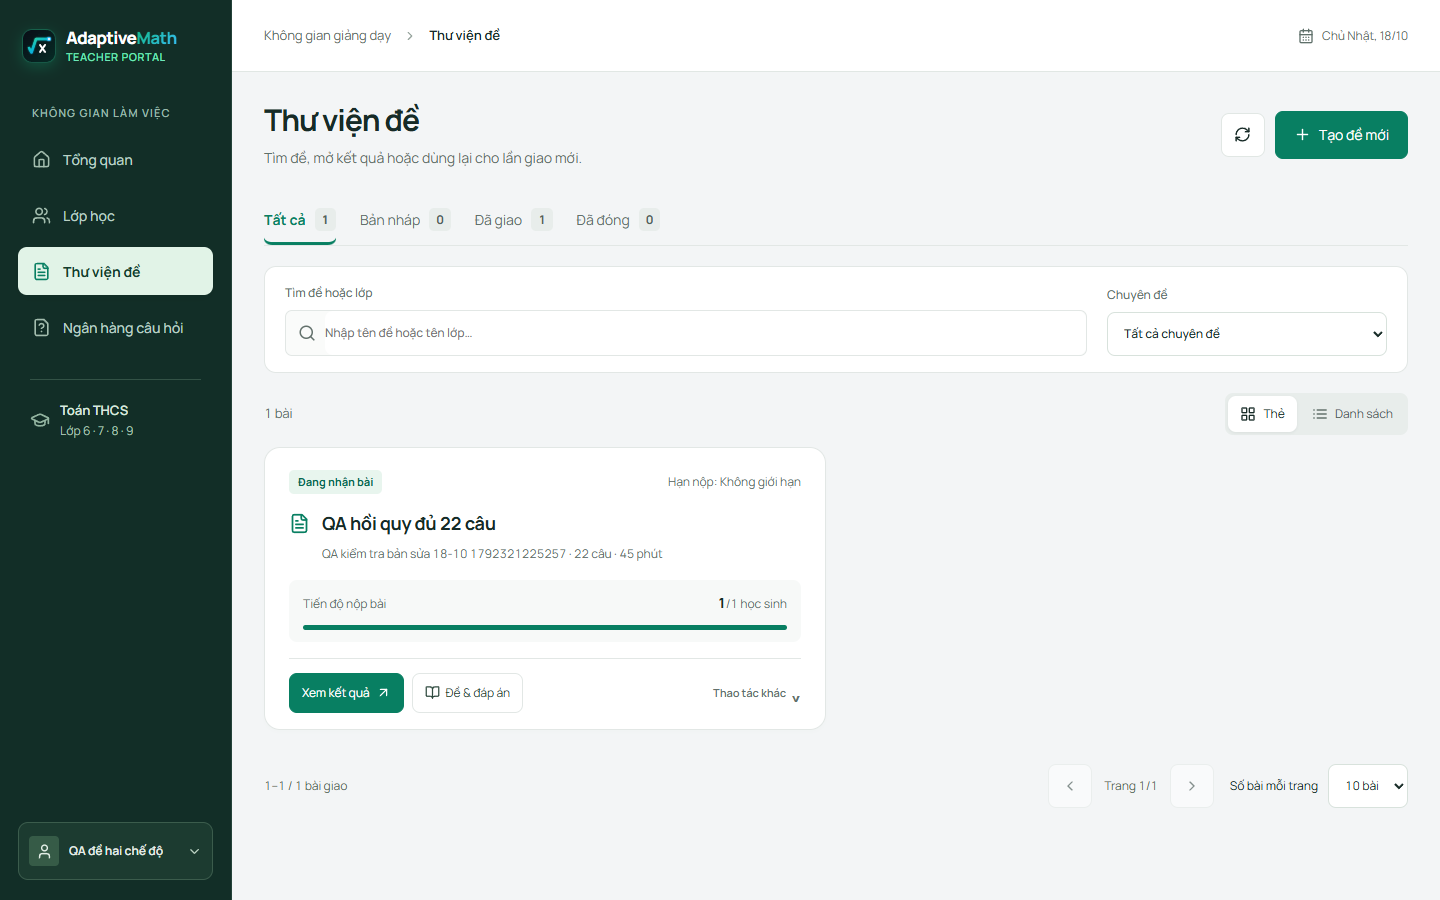 AdaptiveMath
TEACHER PORTAL
KHÔNG GIAN LÀM VIỆC
Tổng quan
Lớp học
Thư viện đề
Ngân hàng câu hỏi
Toán THCS
Lớp 6 · 7 · 8 · 9
QA đề hai chế độ
Không gian giảng dạy
Thư viện đề
Chủ Nhật, 18/10
Thư viện đề
Tìm đề, mở kết quả hoặc dùng lại cho lần giao mới.
Tạo đề mới
Tất cả 1
Bản nháp 0
Đã giao 1
Đã đóng 0
Tìm đề hoặc lớp
Nhập tên đề hoặc tên lớp...
Chuyên đề
Tất cả chuyên đề
1 bài
Thẻ
Danh sách
Đang nhận bài
Hạn nộp: Không giới hạn
QA hồi quy đủ 22 câu
QA kiểm tra bản sửa 18-10 1792321225257 · 22 câu · 45 phút
Tiến độ nộp bài
1/1 học sinh
Xem kết quả
Đề & đáp án
Thao tác khác
1–1 / 1 bài giao
Trang 1/1
Số bài mỗi trang
10 bài